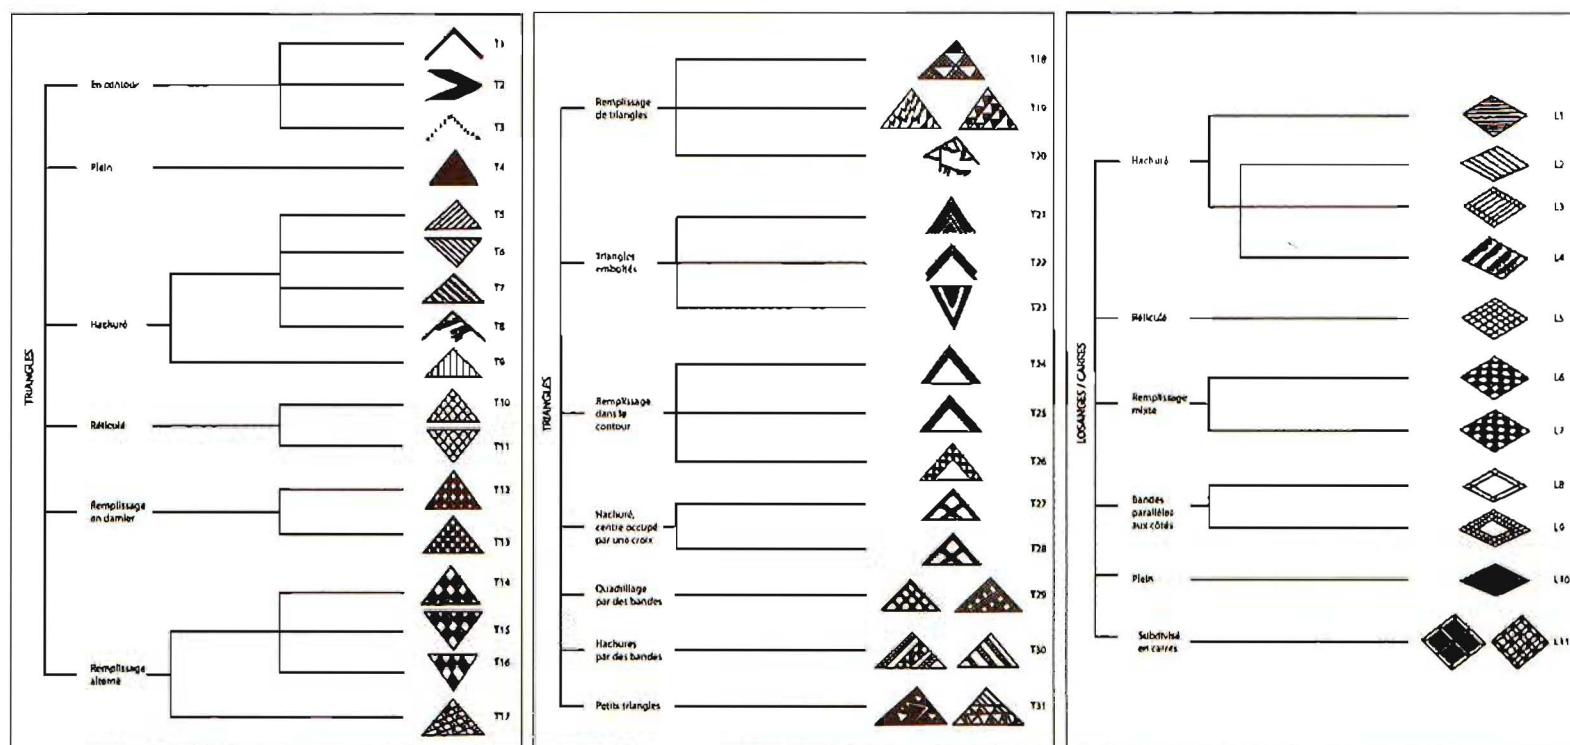 TRIANGLES
En contour
T1
T2
T3
Plein
T4
Hachuré
T5
T6
T7
T8
T9
Réticulé
T10
T11
Remplissage
en damier
T12
T13
Remplissage
alterné
T14
T15
T16
T17
TRIANGLES
Remplissage
de triangles
T18
T19
T20
Triangles
emboîtés
T21
T22
T23
Remplissage
dans le
contour
T24
T25
T26
Hachuré,
centre occupé
par une croix
T27
T28
Quadrillage
par des bandes
T29
Hachures
par des bandes
T30
Petits triangles
T31
LOSANGES / CARRES
Hachuré
L1
L2
L3
L4
Réticulé
L5
Remplissage
mixte
L6
L7
Bandes
parallèles
aux côtés
L8
L9
Plein
L10
Subdivisé
en carrés
L11